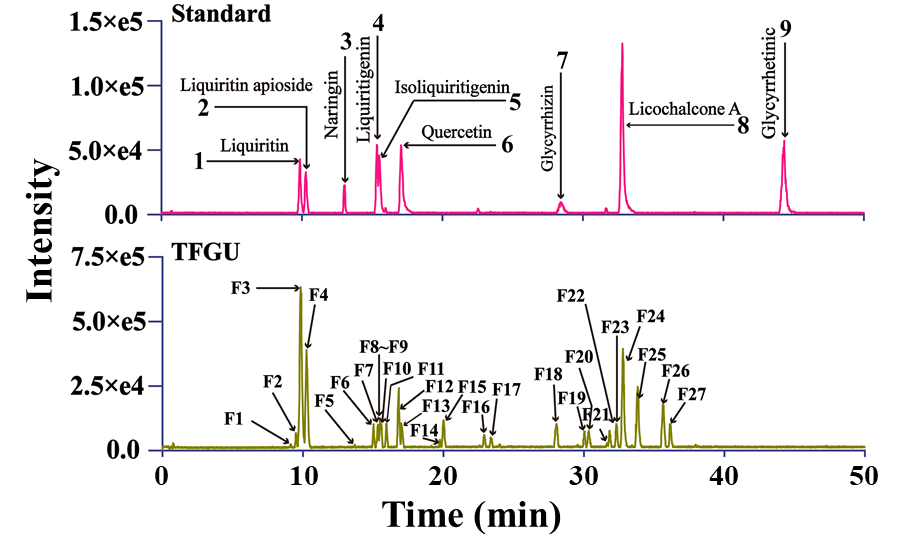 Standard
1.5×e5
1.0×e5
5.0×e4
0.0
Liquiritin apioside
2
Liquiritin
1
3
Naringin
4
Liquiritigenin
Isoliquiritigenin
5
Quercetin
6
7
Glycyrrhizin
Licochalcone A
8
9
Glycyrrhetinic
Intensity
TFGU
7.5×e5
5.0×e5
2.5×e5
0.0
F3
F4
F22
F23
F24
F8~F9
F7
F10
F11
F20
F25
F2
F6
F12
F15
F17
F18
F26
F1
F5
F13
F16
F19
F21
F27
F14
0
10
20
30
40
50
Time (min)